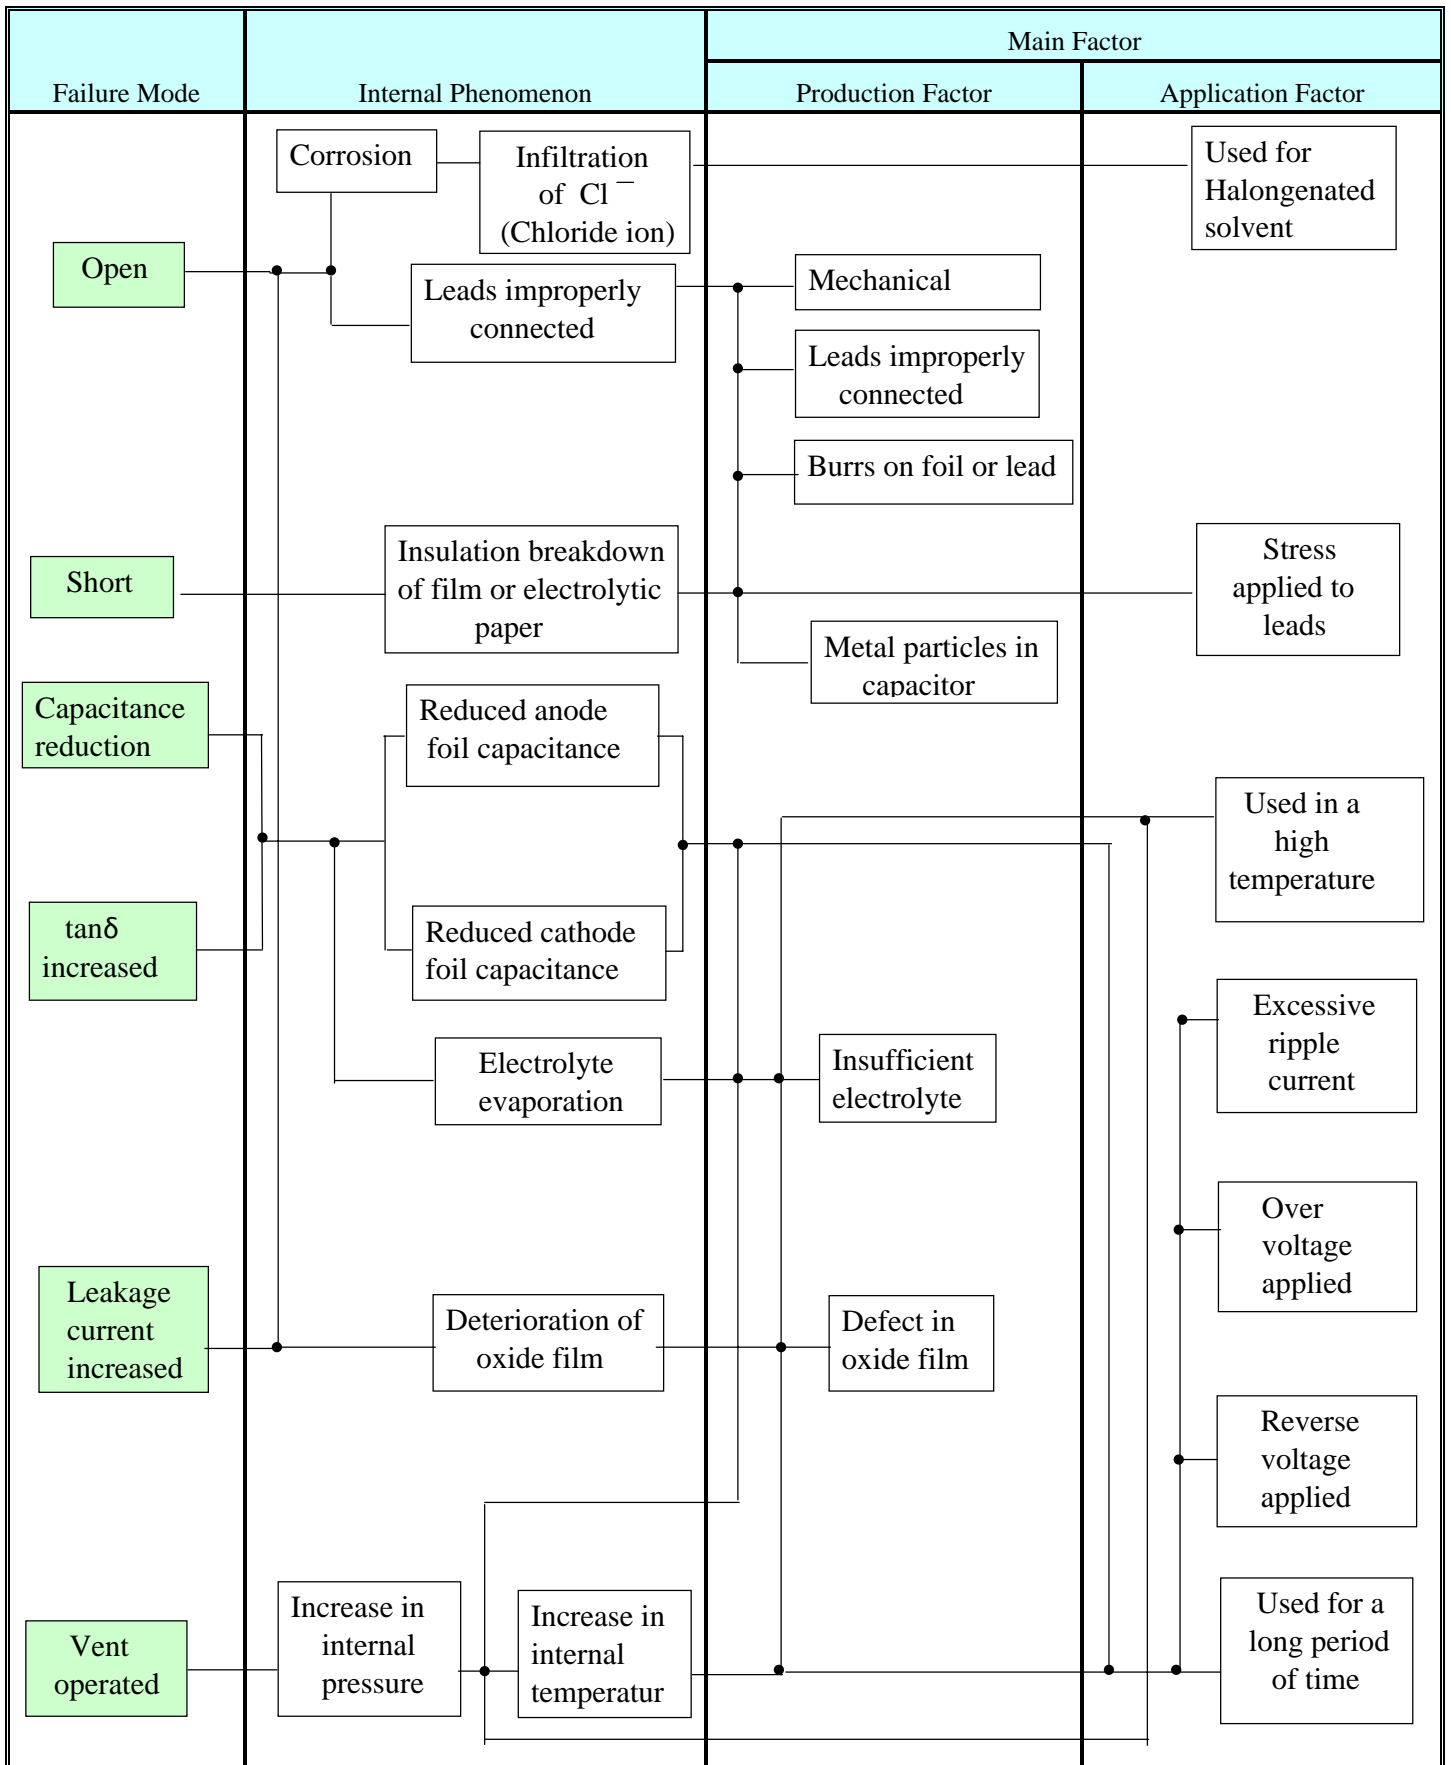 Main Factor
Failure Mode
Internal Phenomenon
Production Factor
Application Factor
Corrosion
Infiltration
of Cl⁻
(Chloride ion)
Used for
Halongenated
solvent
Open
Leads improperly
connected
Mechanical
Leads improperly
connected
Burrs on foil or lead
Short
Insulation breakdown
of film or electrolytic
paper
Stress
applied to
leads
Metal particles in
capacitor
Capacitance
reduction
Reduced anode
foil capacitance
Used in a
high
temperature
tanδ
increased
Reduced cathode
foil capacitance
Excessive
ripple
current
Electrolyte
evaporation
Insufficient
electrolyte
Over
voltage
applied
Leakage
current
increased
Deterioration of
oxide film
Defect in
oxide film
Reverse
voltage
applied
Vent
operated
Increase in
internal
pressure
Increase in
internal
temperatur
Used for a
long period
of time